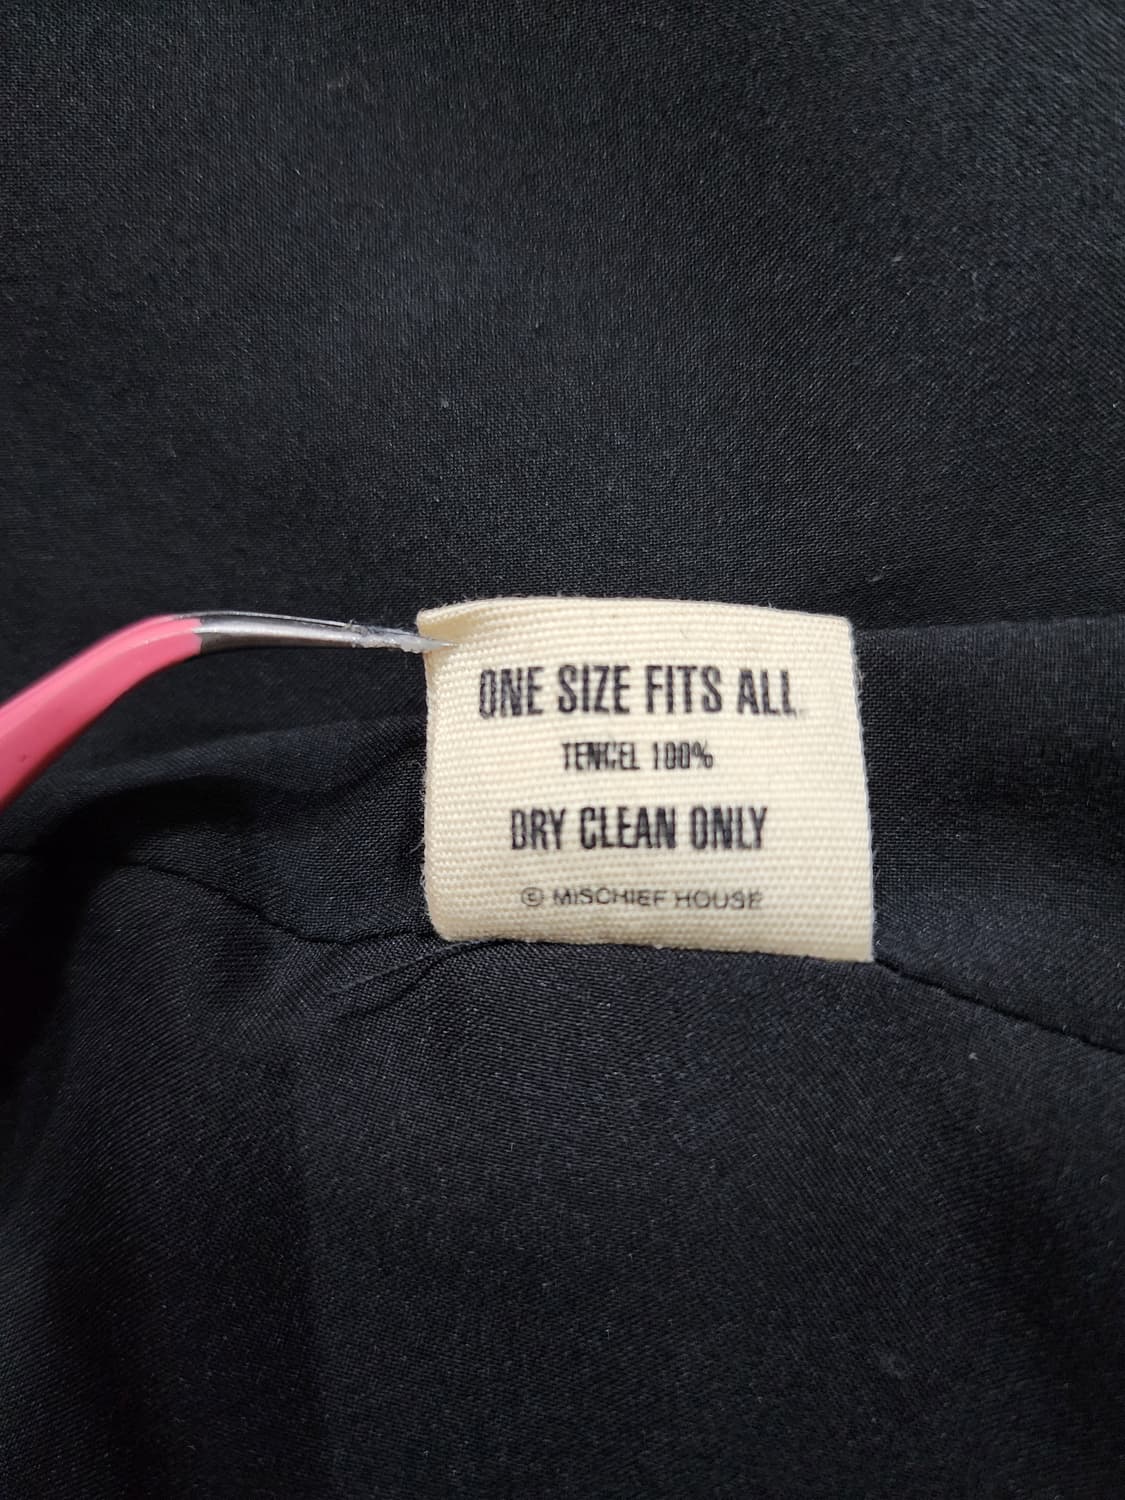 ONE SIZE FITS ALL
TENCEL 100%
DRY CLEAN ONLY
© MISCHIEF HOUSE